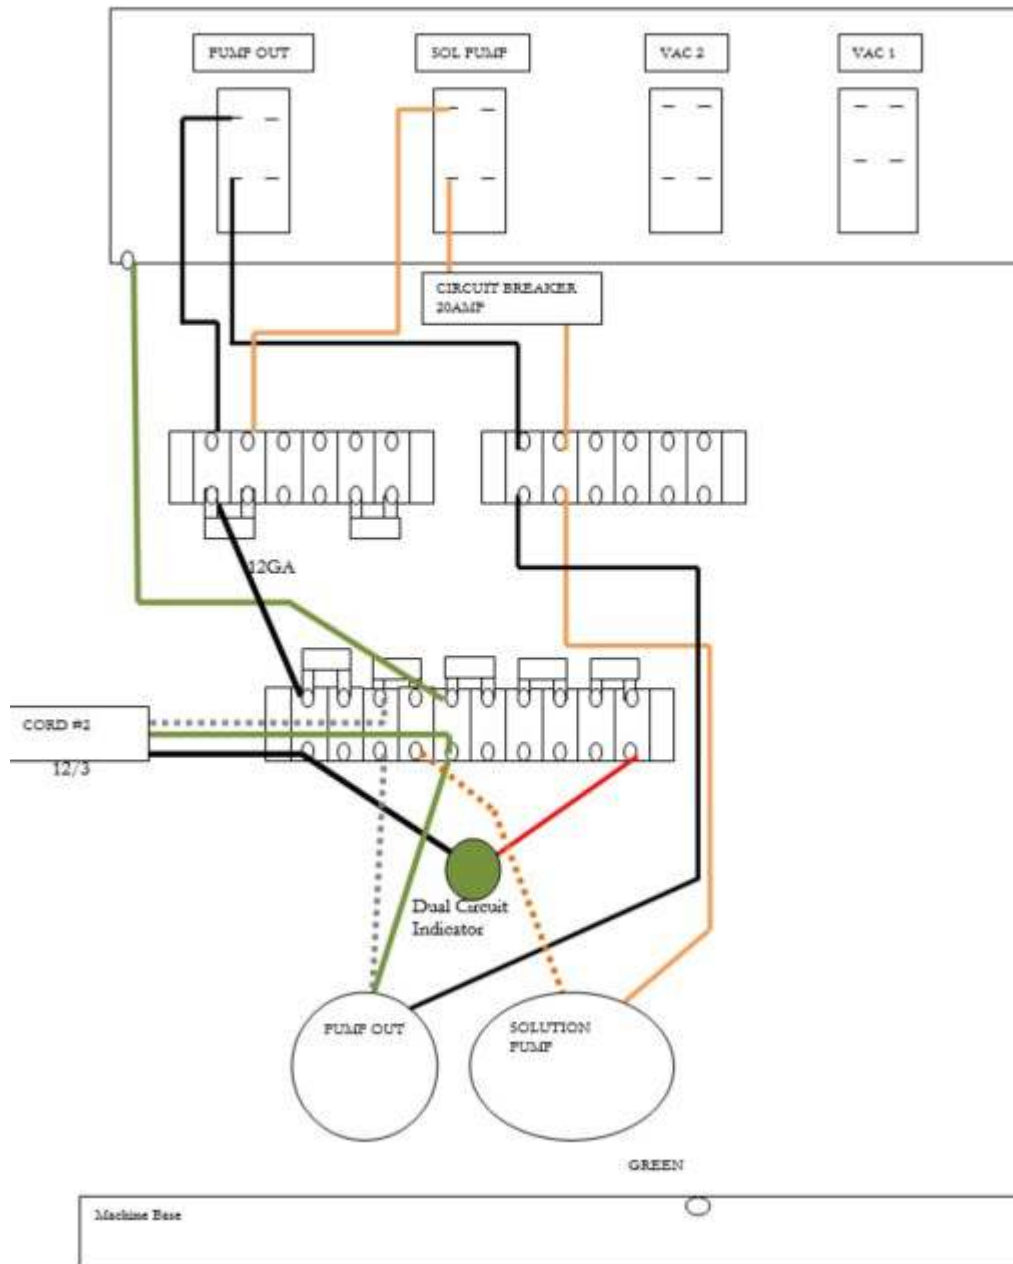 PUMP OUT
SOL PUMP
VAC 2
VAC 1
CIRCUIT BREAKER
20AMP
12GA
CORD #2
12/3
Dual Circuit
Indicator
PUMP OUT
SOLUTION
PUMP
GREEN
Machine Base